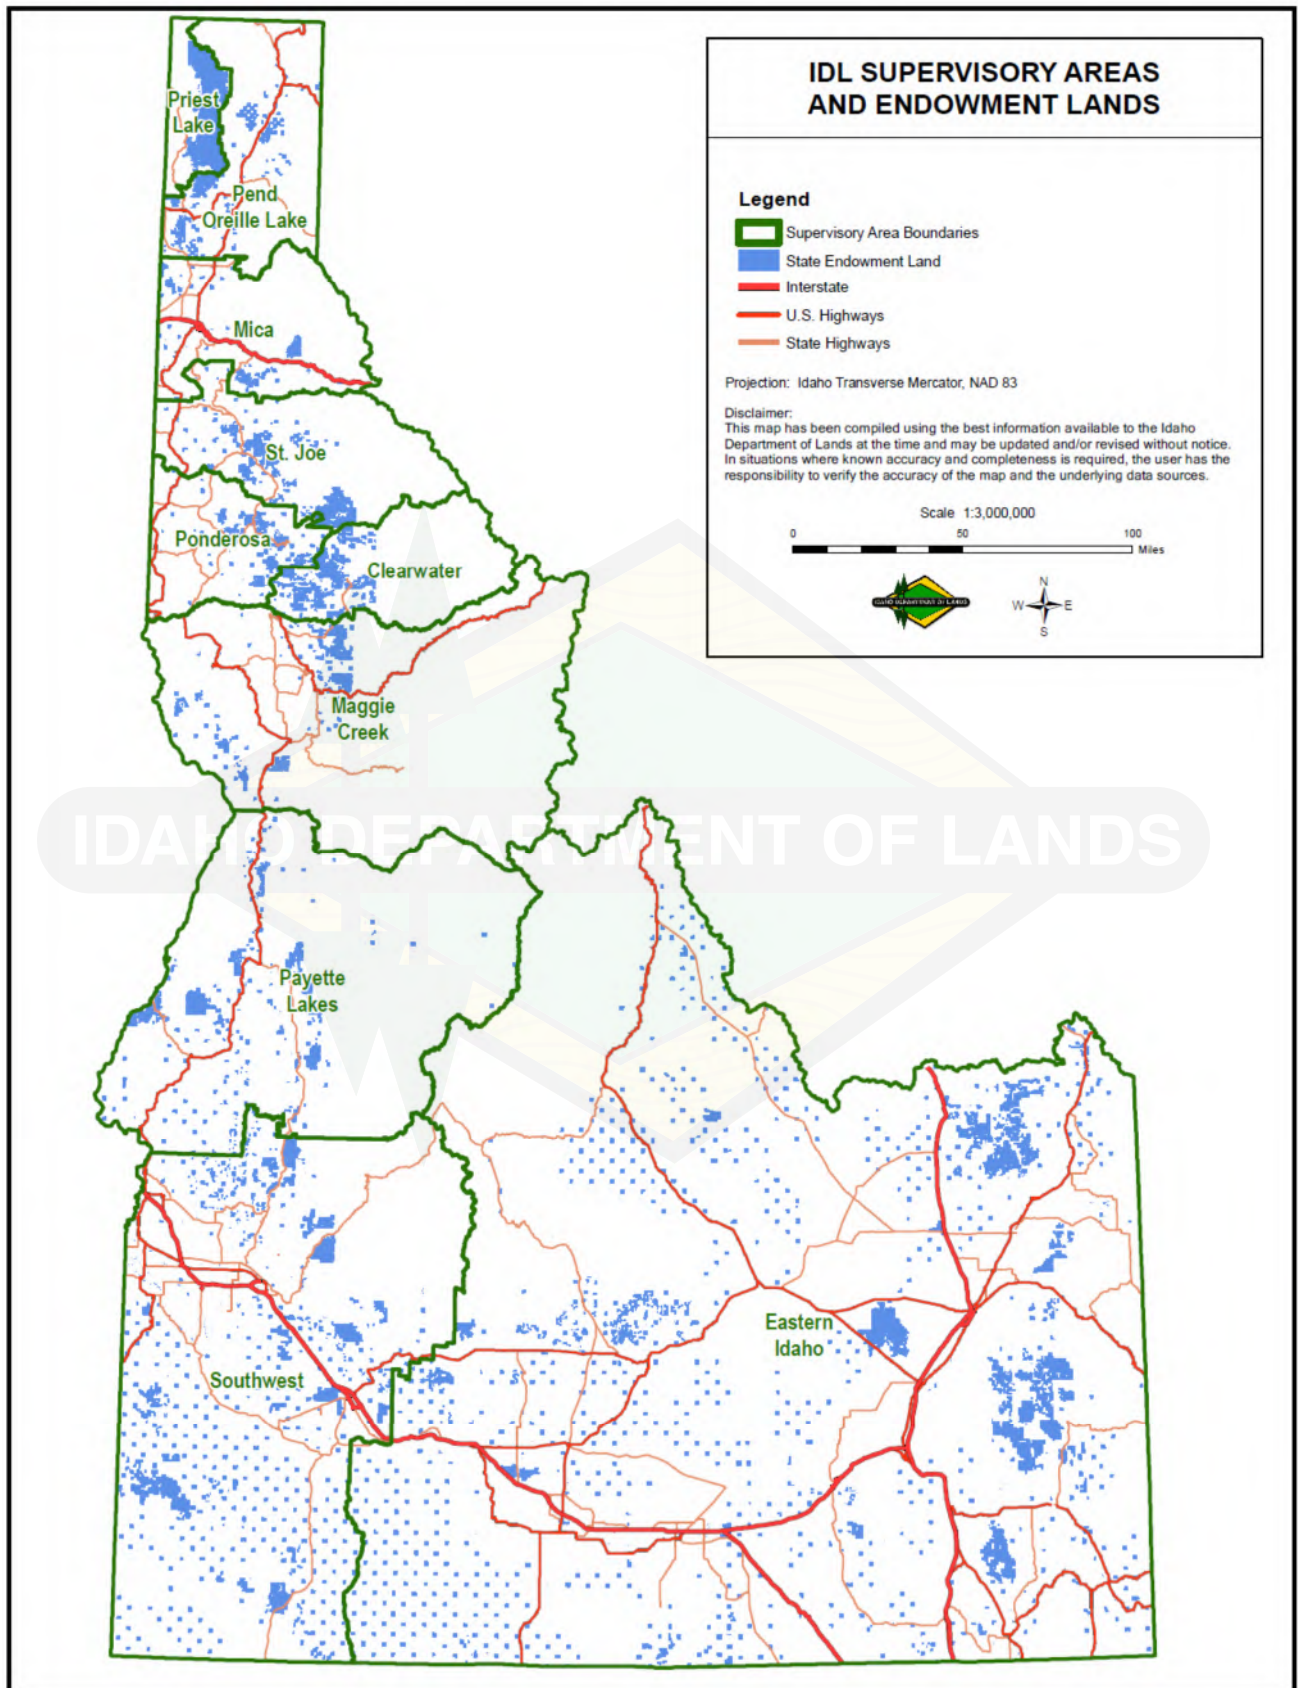 IDL SUPERVISORY AREAS
AND ENDOWMENT LANDS
Legend
Supervisory Area Boundaries
State Endowment Land
Interstate
U.S. Highways
State Highways
Projection: Idaho Transverse Mercator, NAD 83
Disclaimer:
This map has been compiled using the best information available to the Idaho
Department of Lands at the time and may be updated and/or revised without notice.
In situations where known accuracy and completeness is required, the user has the
responsibility to verify the accuracy of the map and the underlying data sources.
Scale 1:3,000,000
0 50 100
Miles
IDAHO DEPARTMENT OF LANDS
N
W E
S
Priest
Lake
Pend
Oreille Lake
Mica
St. Joe
Ponderosa
Clearwater
Maggie
Creek
IDAHO DEPARTMENT OF LANDS
Payette
Lakes
Eastern
Idaho
Southwest